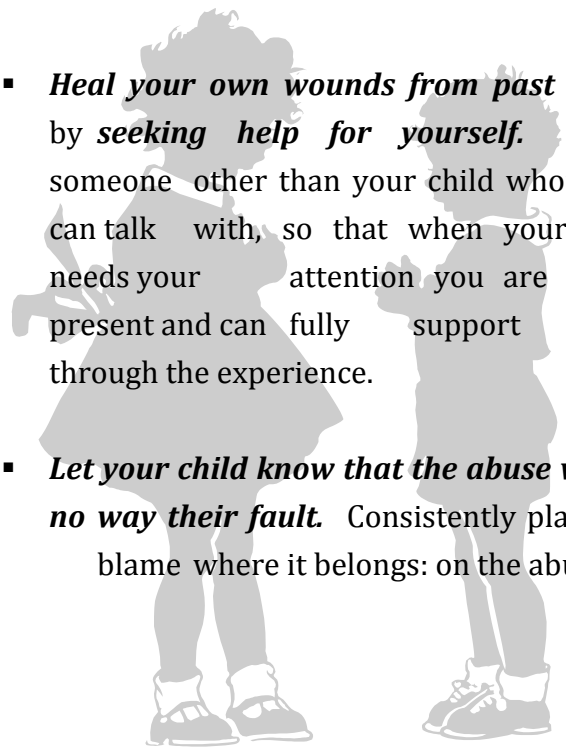 ▪ Heal your own wounds from past
by seeking help for yourself.
someone other than your child who
can talk with, so that when your
needs your attention you are
present and can fully support
through the experience.
▪ Let your child know that the abuse
no way their fault. Consistently
blame where it belongs: on the